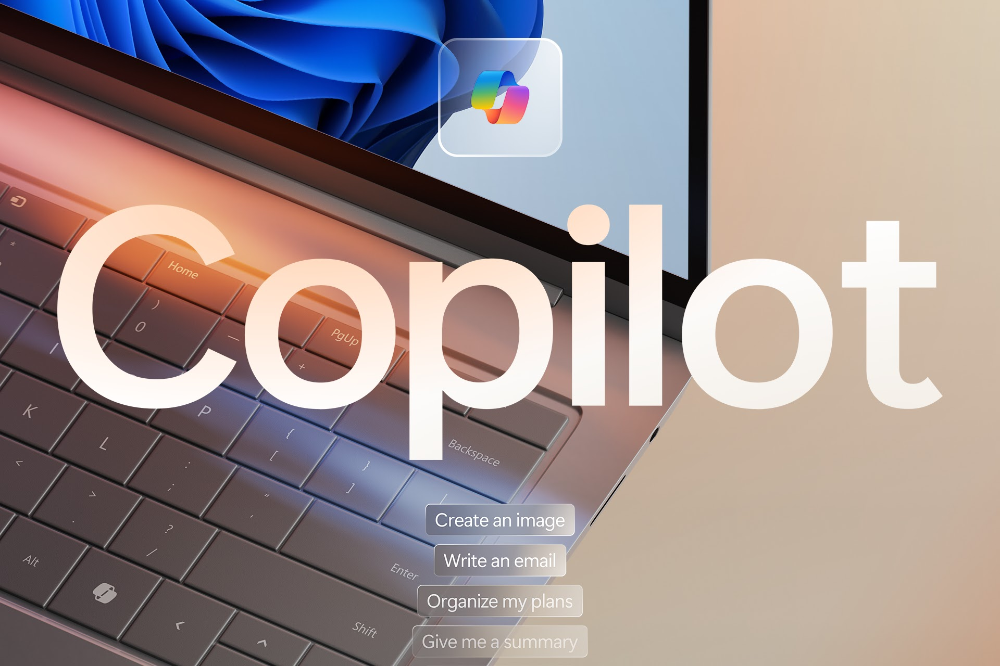 Copilot
Home
)
0
PgUp
+
K
P
L
{
[
}
]
Backspace
<
:
;
>
.
"
'
?
/
|
Enter
Alt
Shift
Create an image
Write an email
Organize my plans
Give me a summary